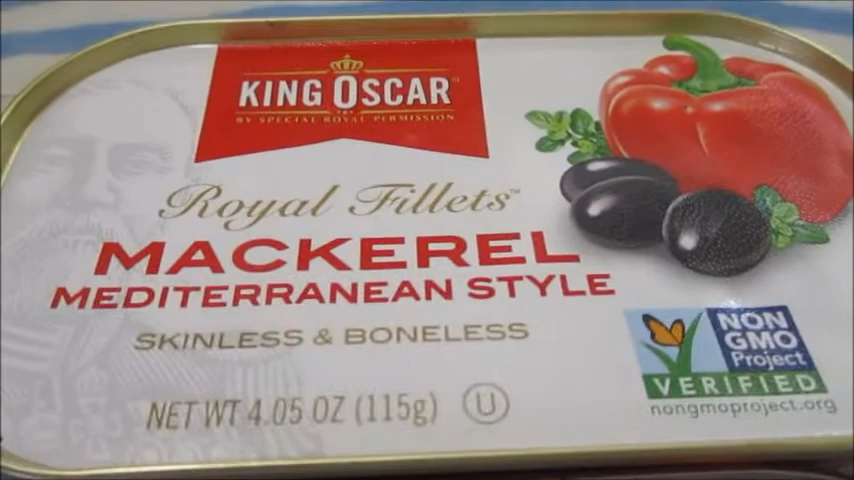 KING OSCAR®
BY SPECIAL ROYAL PERMISSION
Royal Fillets™
MACKEREL
MEDITERRANEAN STYLE
SKINLESS & BONELESS
NET WT 4.05 OZ (115g) U
NON
GMO
Project
VERIFIED
nongmoproject.org